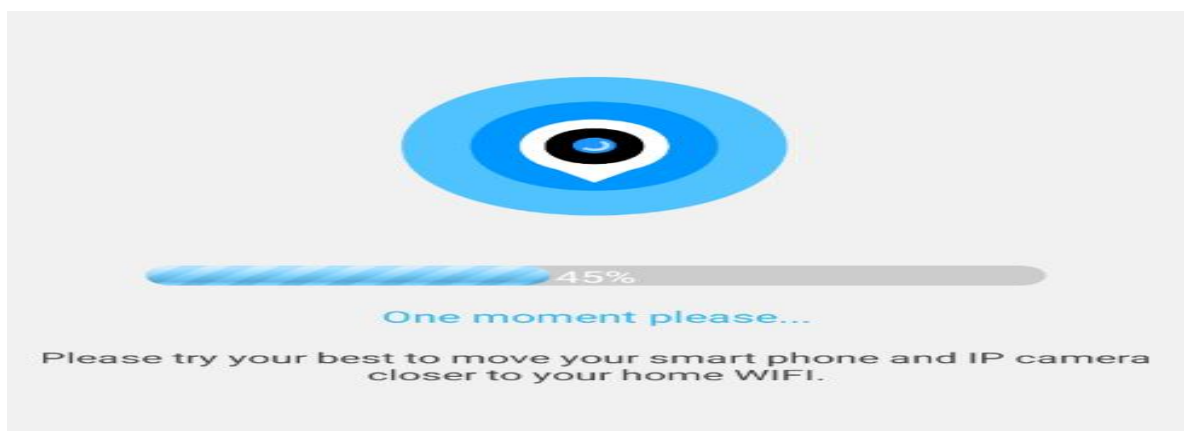 45%
One moment please...
Please try your best to move your smart phone and IP camera
closer to your home WIFI.